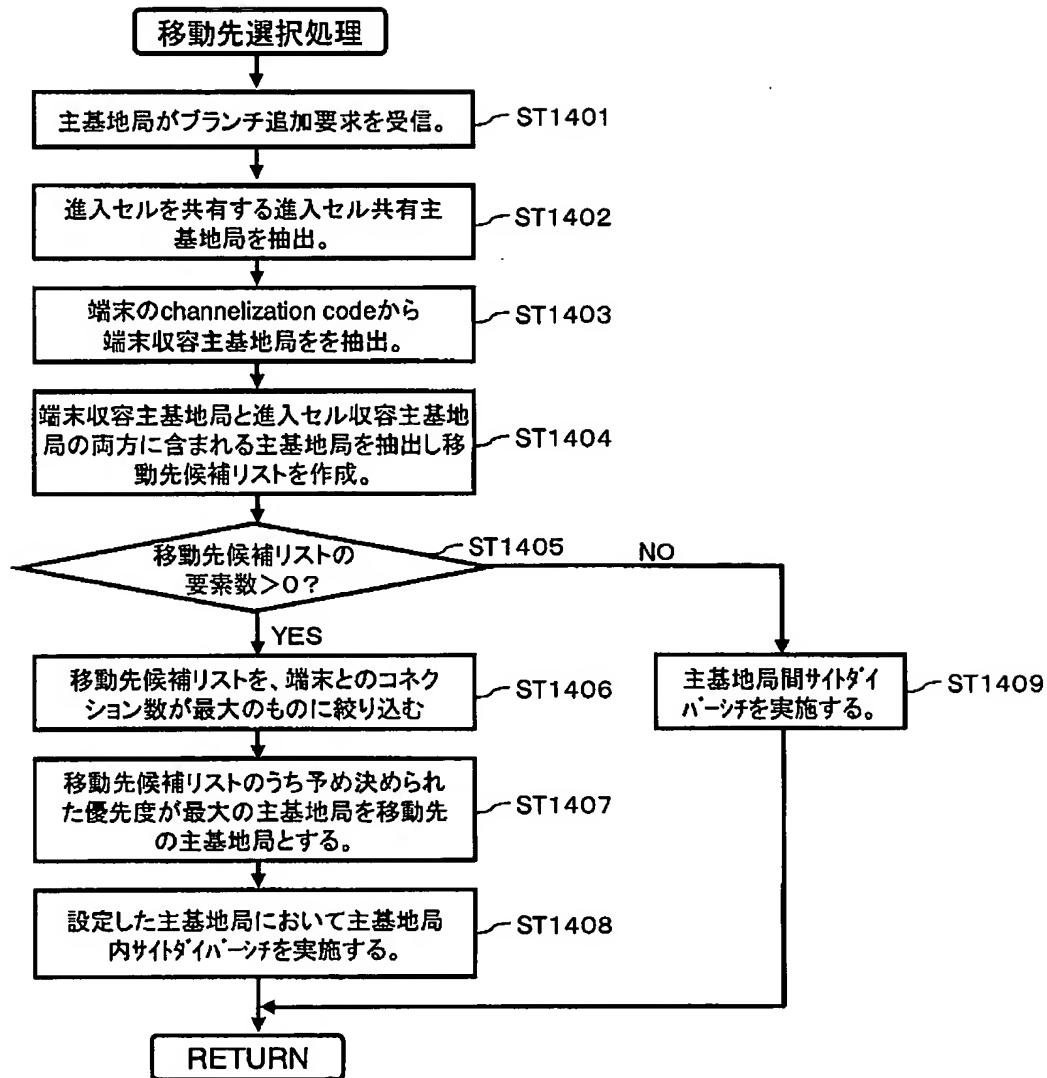 移動先選択処理
主基地局がブランチ追加要求を受信。
ST1401
進入セルを共有する進入セル共有主
基地局を抽出。
ST1402
端末のchannelization codeから
端末収容主基地局をを抽出。
ST1403
端末収容主基地局と進入セル収容主基地
局の両方に含まれる主基地局を抽出し移
動先候補リストを作成。
ST1404
移動先候補リストの
要素数>0?
ST1405
NO
YES
移動先候補リストを、端末とのコネク
ション数が最大のものに絞り込む
ST1406
主基地局間サイトダイ
バーシチを実施する。
ST1409
移動先候補リストのうち予め決められ
た優先度が最大の主基地局を移動先
の主基地局とする。
ST1407
設定した主基地局において主基地局
内サイトダイバーシチを実施する。
ST1408
RETURN